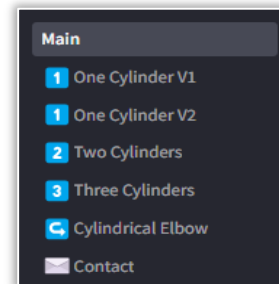 Main
1 One Cylinder V1
1 One Cylinder V2
2 Two Cylinders
3 Three Cylinders
Cylindrical Elbow
Contact